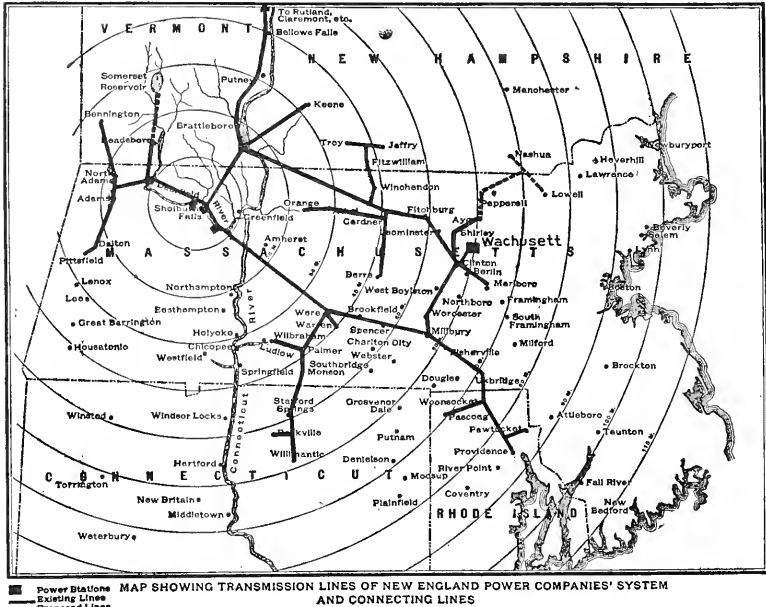 To Rutland,
Claremont, etc.
Bellows Falls
VERMONT
NEW HAMPSHIRE
Somerset
Reservoir
Putney
Manchester
Keene
Bennington
Brattleboro
Readsboro
Troy
Jaffry
Fitzwilliam
Nashua
Haverhill
Newburyport
Lawrence
North
Adams
Adams
Deerfield
River
Shelburne
Falls
Greenfield
Winchendon
Orange
Gardner
Fitchburg
Leominster
Pepperell
Lowell
Ayer
Shirley
Wachusett
Beverly
Salem
Lynn
Dalton
Pittsfield
MASSACHUSETTS
Amherst
Clinton
Berlin
Barre
Marlboro
Boston
Lenox
Lee
Northampton
Easthampton
River
West Boylston
Northboro
Framingham
Worcester
South
Framingham
Great Barrington
Holyoke
Ware
Warren
Brookfield
Spencer
Millbury
Milford
Housatonic
Chicopee
Westfield
Wilbraham
Ludlow
Palmer
Charlton City
Webster
Southbridge
Monson
Springfield
Fisherville
Douglas
Uxbridge
Brockton
Winsted
Windsor Locks
Stafford
Springs
Grosvenor
Dale
Woonsocket
Pascoag
Attleboro
Taunton
Connecticut
Rockville
Putnam
Pawtucket
Willimantic
Providence
Hartford
Danielson
River Point
CONNECTICUT
Torrington
Moosup
Fall River
New Britain
Coventry
New
Bedford
Plainfield
Middletown
RHODE ISLAND
Waterbury
Power Stations
Existing Lines
Proposed Lines
MAP SHOWING TRANSMISSION LINES OF NEW ENGLAND POWER COMPANIES' SYSTEM
AND CONNECTING LINES